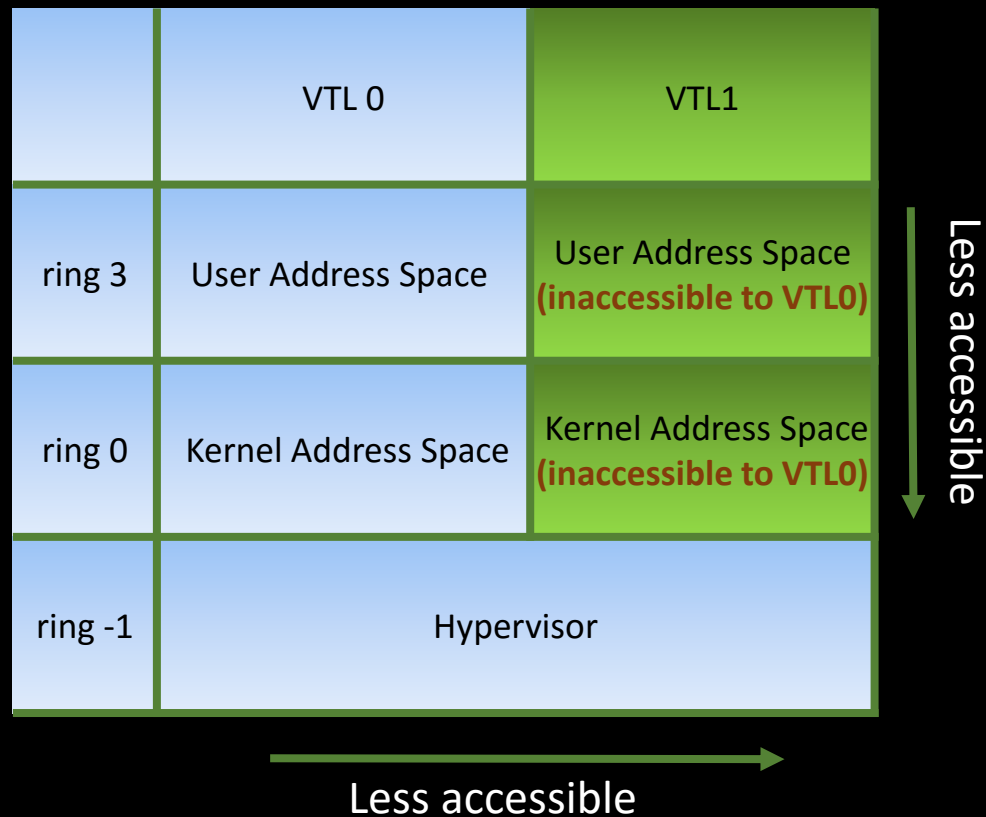 VTL 0
VTL1
ring 3
User Address Space
User Address Space
(inaccessible to VTL0)
ring 0
Kernel Address Space
Kernel Address Space
(inaccessible to VTL0)
ring -1
Hypervisor
Less accessible
Less accessible